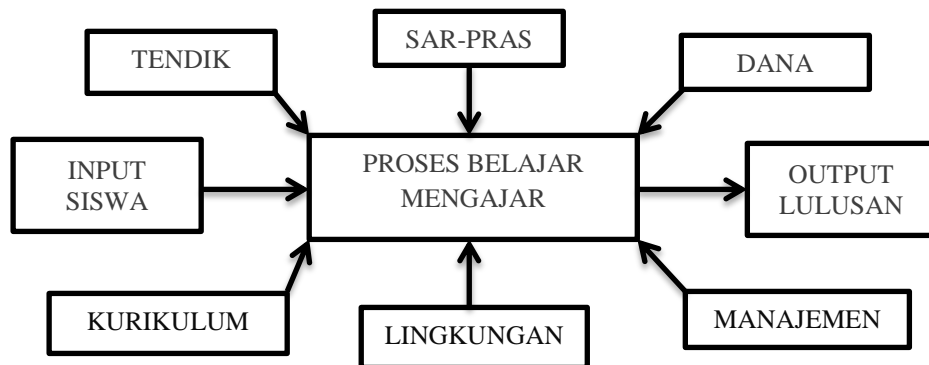 SAR-PRAS
TENDIK
DANA
INPUT
SISWA
PROSES BELAJAR
MENGAJAR
OUTPUT
LULUSAN
KURIKULUM
LINGKUNGAN
MANAJEMEN